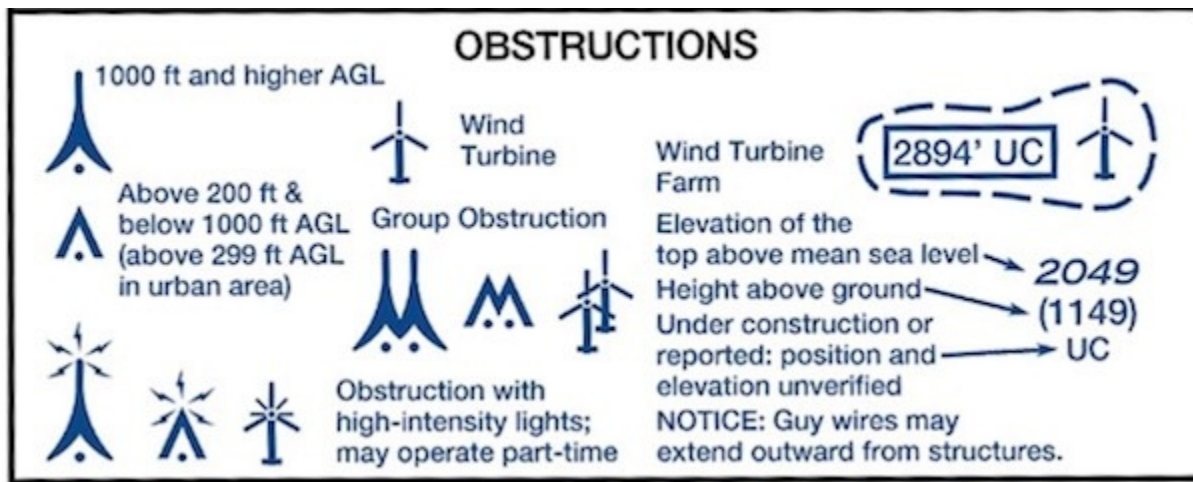 OBSTRUCTIONS
1000 ft and higher AGL
Above 200 ft &
below 1000 ft AGL
(above 299 ft AGL
in urban area)
Wind
Turbine
Group Obstruction
Obstruction with
high-intensity lights;
may operate part-time
Wind Turbine
Farm
2894' UC
Elevation of the
top above mean sea level
2049
Height above ground
(1149)
Under construction or
reported: position and
elevation unverified
UC
NOTICE: Guy wires may
extend outward from structures.